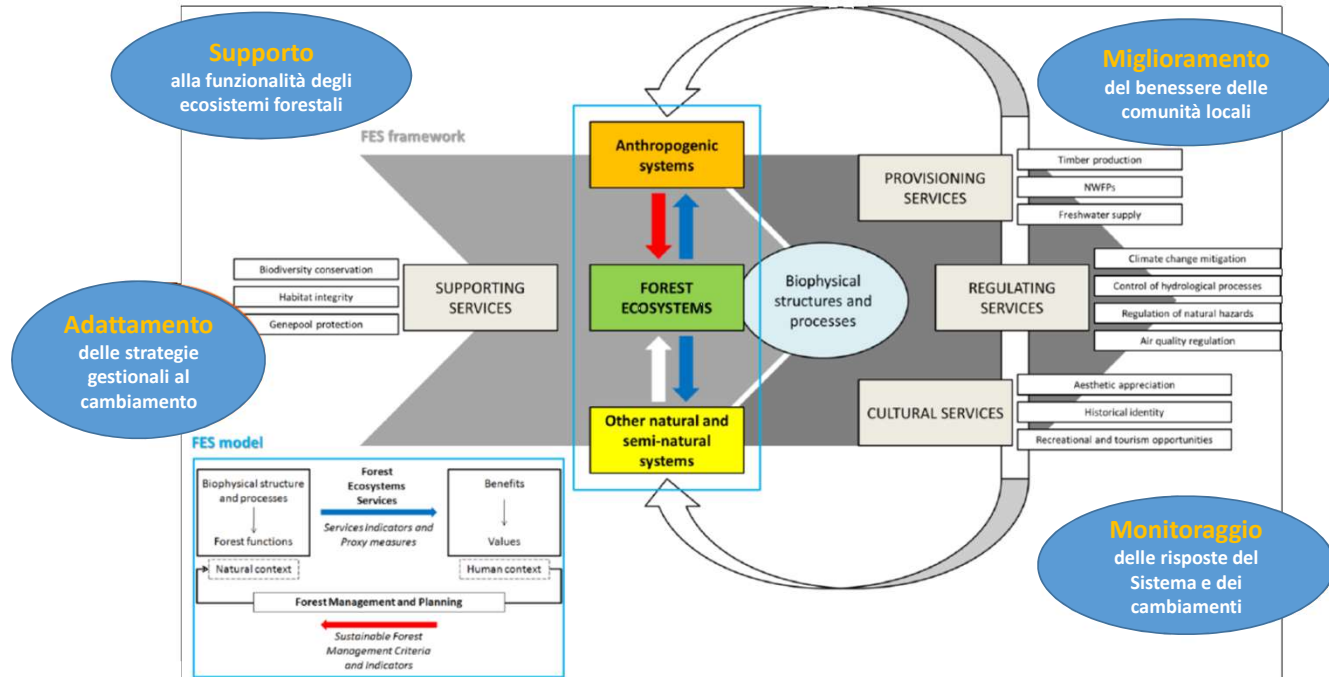 Supporto
alla funzionalità degli
ecosistemi forestali
Miglioramento
del benessere delle
comunità locali
FES framework
Anthropogenic
systems
PROVISIONING
SERVICES
Timber production
NWFPs
Freshwater supply
Biodiversity conservation
Habitat integrity
Genepool protection
SUPPORTING
SERVICES
FOREST
ECOSYSTEMS
Biophysical
structures and
processes
REGULATING
SERVICES
Climate change mitigation
Control of hydrological processes
Regulation of natural hazards
Air quality regulation
Adattamento
delle strategie
gestionali al
cambiamento
Other natural and
semi-natural
systems
CULTURAL SERVICES
Aesthetic appreciation
Historical identity
Recreational and tourism opportunities
FES model
Biophysical structure
and processes
Forest functions
Natural context
Forest
Ecosystems
Services
Services Indicators and
Proxy measures
Benefits
Values
Human context
Forest Management and Planning
Sustainable Forest
Management Criteria
and Indicators
Monitoraggio
delle risposte del
Sistema e dei
cambiamenti